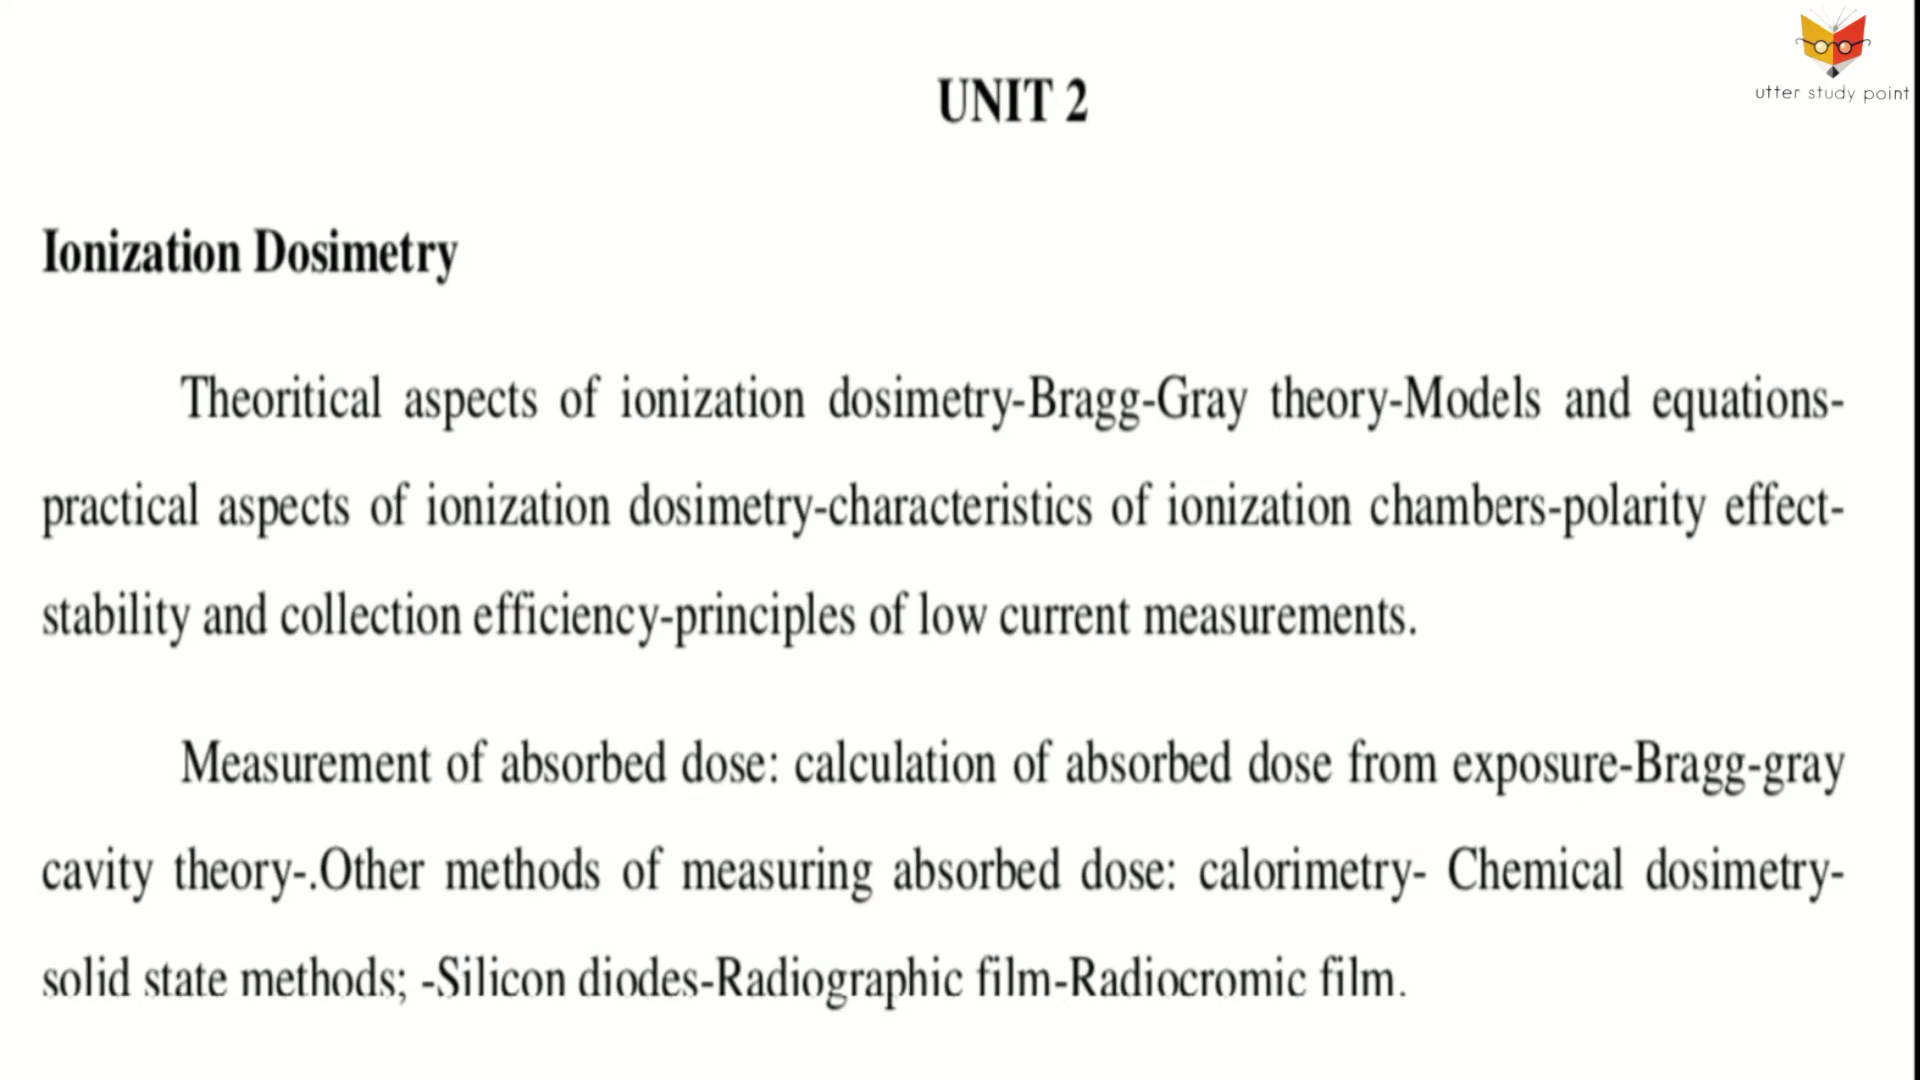 utter study point
UNIT 2
Ionization Dosimetry
Theoritical aspects of ionization dosimetry-Bragg-Gray theory-Models and equations-
practical aspects of ionization dosimetry-characteristics of ionization chambers-polarity effect-
stability and collection efficiency-principles of low current measurements.
Measurement of absorbed dose: calculation of absorbed dose from exposure-Bragg-gray
cavity theory-.Other methods of measuring absorbed dose: calorimetry- Chemical dosimetry-
solid state methods; -Silicon diodes-Radiographic film-Radiocromic film.